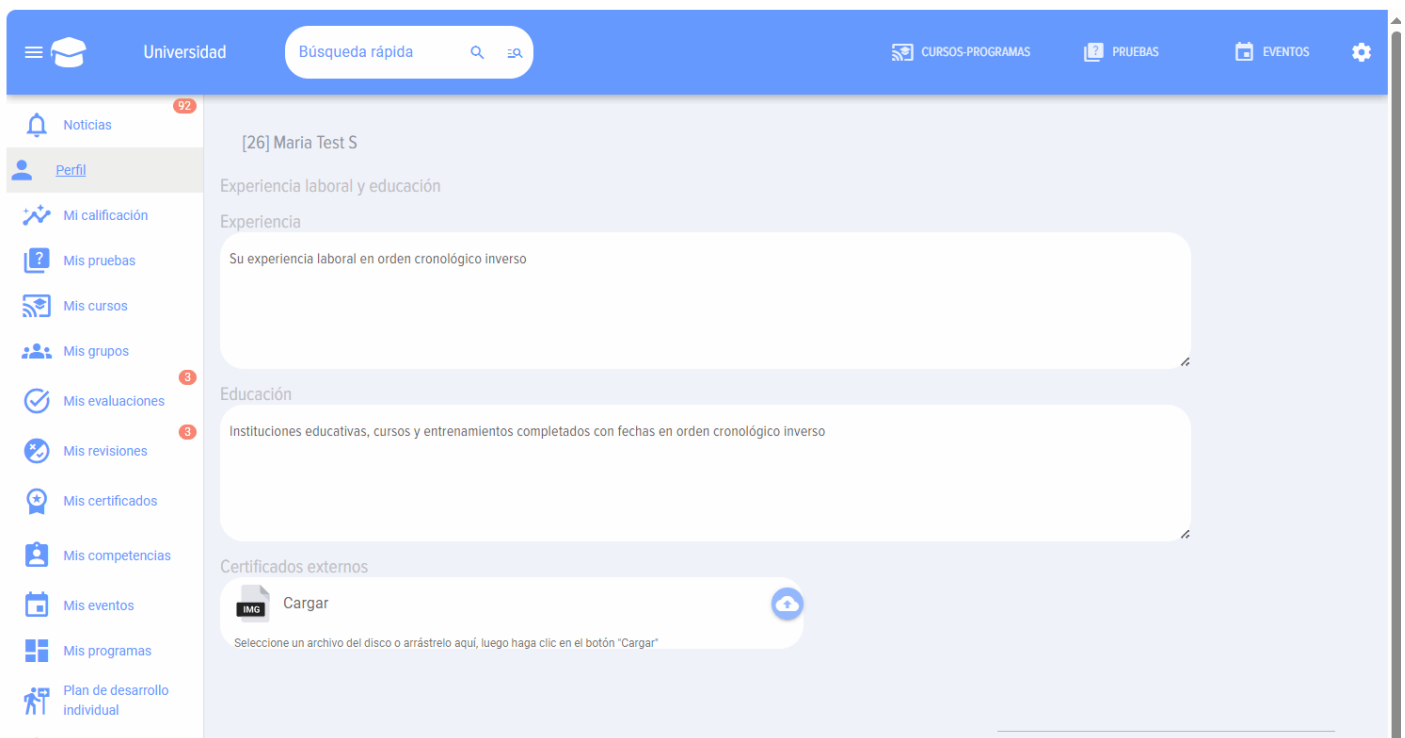 Universidad
Búsqueda rápida
CURSOS-PROGRAMAS
? PRUEBAS
EVENTOS
92
Noticias
Perfil
Mi calificación
? Mis pruebas
Mis cursos
Mis grupos
3
Mis evaluaciones
3
Mis revisiones
Mis certificados
Mis competencias
Mis eventos
Mis programas
Plan de desarrollo
individual
[26] Maria Test S
Experiencia laboral y educación
Experiencia
Su experiencia laboral en orden cronológico inverso
Educación
Instituciones educativas, cursos y entrenamientos completados con fechas en orden cronológico inverso
Certificados externos
IMG Cargar
Seleccione un archivo del disco o arrástrelo aquí, luego haga clic en el botón "Cargar"